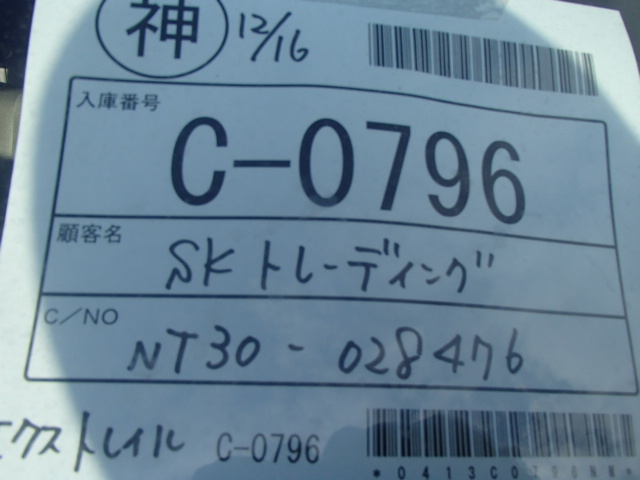 神 12/16
入庫番号
C-0796
顧客名
SKトレーディング
C/NO
NT30-028476
エクストレイル C-0796
*0413C0796NN*